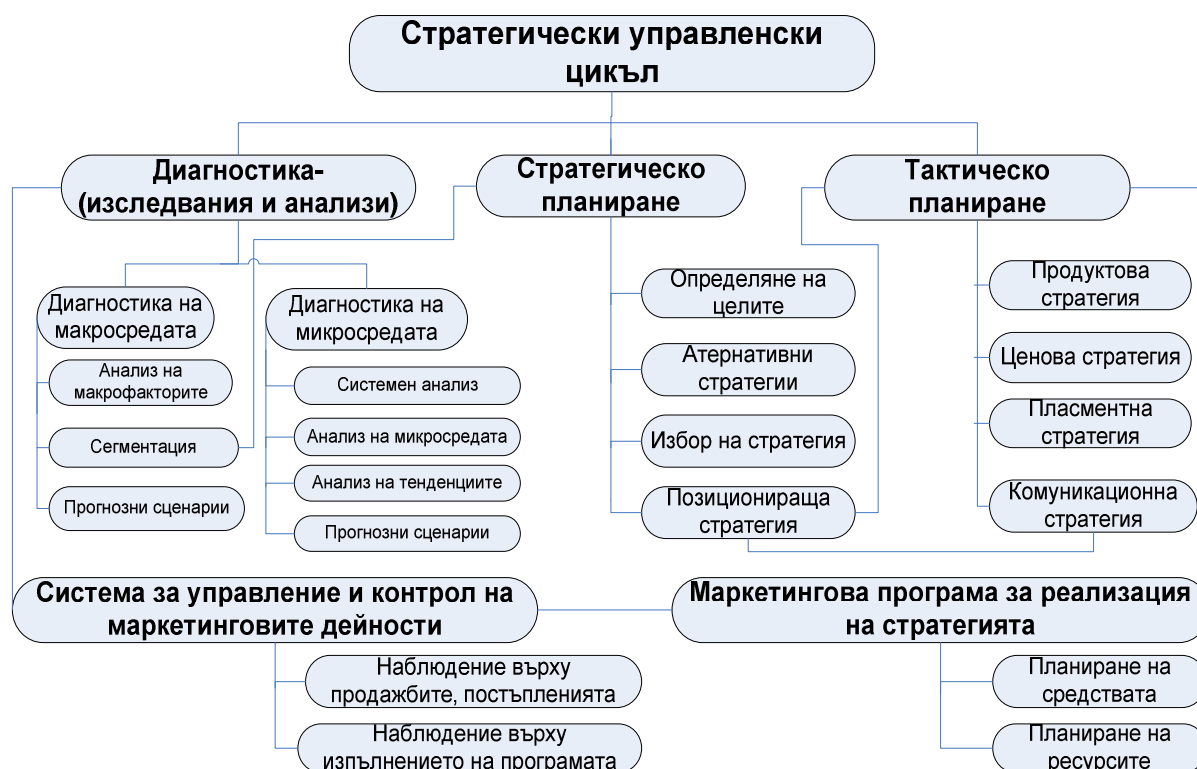 Стратегически управленски
цикъл
Диагностика-
(изследвания и анализи)
Стратегическо
планиране
Тактическо
планиране
Диагностика на
макросредата
Анализ на
макрофакторите
Сегментация
Прогнозни сценарии
Диагностика на
микросредата
Системен анализ
Анализ на микросредата
Анализ на тенденциите
Прогнозни сценарии
Определяне на
целите
Атернативни
стратегии
Избор на стратегия
Позиционираща
стратегия
Продуктова
стратегия
Ценова стратегия
Пласментна
стратегия
Комуникационна
стратегия
Система за управление и контрол на
маркетинговите дейности
Наблюдение върху
продажбите, постъпленията
Наблюдение върху
изпълнението на програмата
Маркетингова програма за реализация
на стратегията
Планиране на
средствата
Планиране на
ресурсите